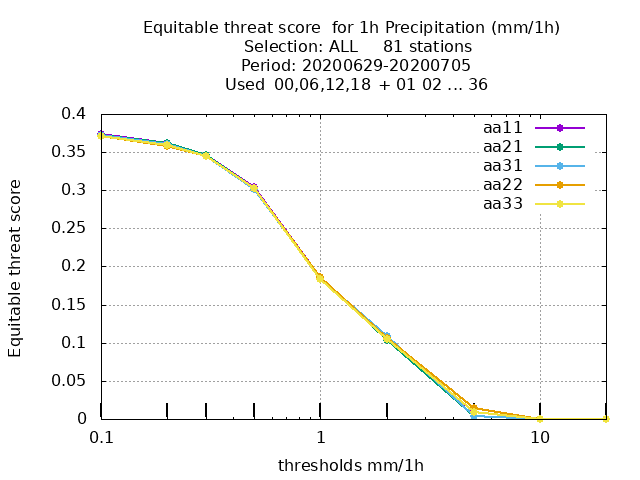 Equitable threat score  for 1h Precipitation (mm/1h)
Selection: ALL     81 stations
Period: 20200629-20200705
Used  00,06,12,18  + 01 02 ... 36
aa11
aa21
aa31
aa22
aa33
0.4
0.35
0.3
0.25
0.2
0.15
0.1
0.05
0
Equitable threat score
0.1 1 10
thresholds mm/1h